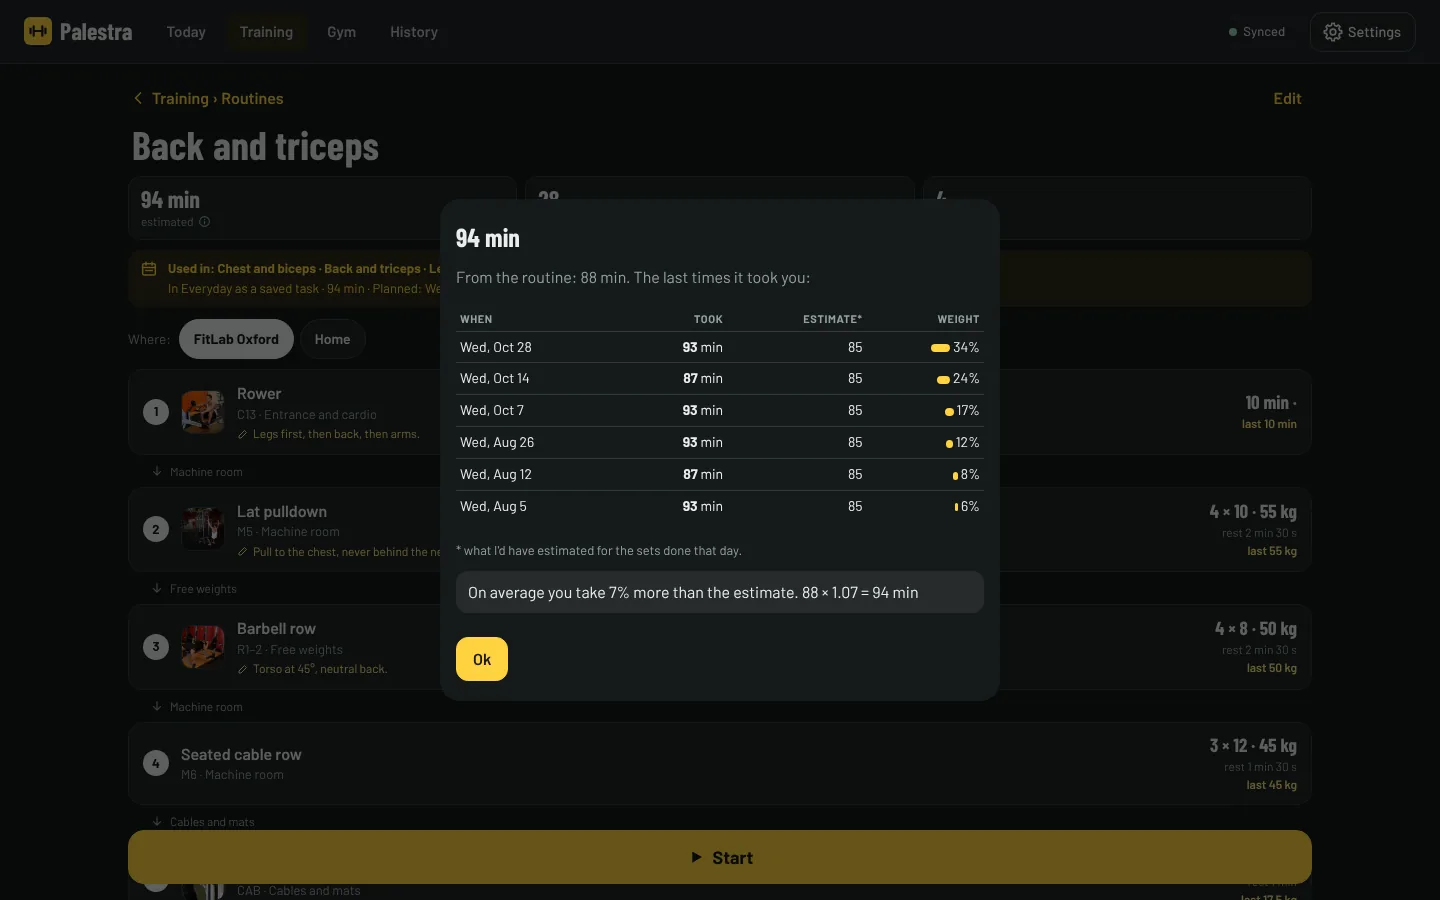 Palestra
Today
Training
Gym
History
Synced
Settings
Training › Routines
Edit
Back and triceps
94 min
estimated
Used in: Chest and biceps · Back and triceps
In Everyday as a saved task · 94 min · Planned:
Where:
FitLab Oxford
Home
1
Rower
C13 · Entrance and cardio
Legs first, then back, then arms.
10 min ·
last 10 min
Machine room
2
Lat pulldown
M5 · Machine room
Pull to the chest, never behind the
4 × 10 · 55 kg
rest 2 min 30 s
last 55 kg
Free weights
3
Barbell row
R1–2 · Free weights
Torso at 45°, neutral back.
4 × 8 · 50 kg
rest 2 min 30 s
last 50 kg
Machine room
4
Seated cable row
M6 · Machine room
3 × 12 · 45 kg
rest 1 min 30 s
last 45 kg
Cables and mats
Start
CAB · Cables and mats
94 min
From the routine: 88 min. The last times it took you:
WHEN TOOK ESTIMATE* WEIGHT
Wed, Oct 28 93 min 85 34%
Wed, Oct 14 87 min 85 24%
Wed, Oct 7 93 min 85 17%
Wed, Aug 26 93 min 85 12%
Wed, Aug 12 87 min 85 8%
Wed, Aug 5 93 min 85 6%
* what I'd have estimated for the sets done that day.
On average you take 7% more than the estimate. 88 × 1.07 = 94 min
Ok